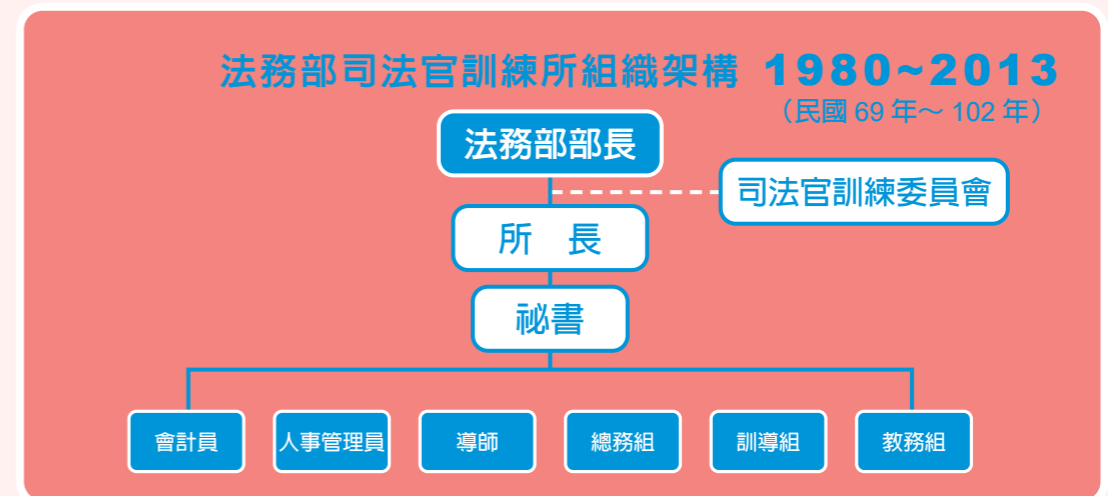 法務部司法官訓練所組織架構 1980~2013
（民國 69 年～ 102 年）
法務部部長
司法官訓練委員會
所 長
祕書
會計員
人事管理員
導師
總務組
訓導組
教務組